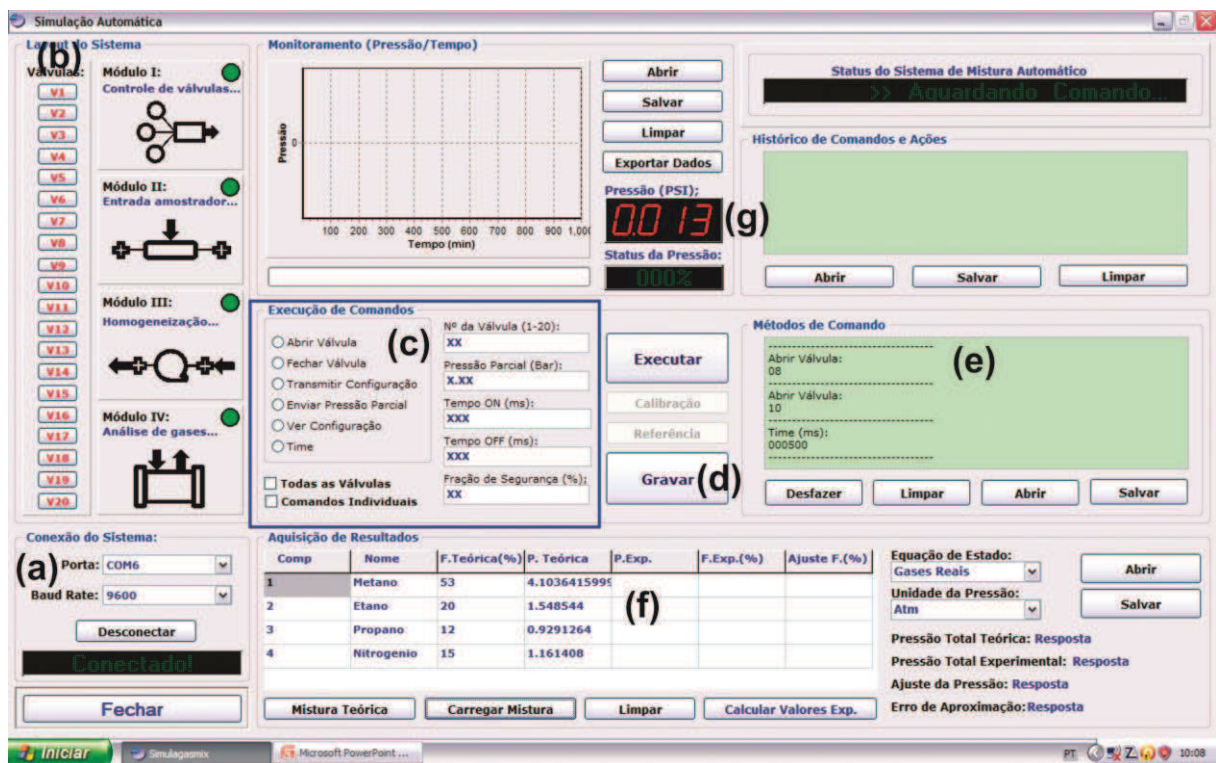 Simulação Automática
Layout do Sistema
(b)
Válvulas:
V1
V2
V3
V4
V5
V6
V7
V8
V9
V10
V11
V12
V13
V14
V15
V16
V17
V18
V19
V20
Módulo I:
Controle de válvulas...
Módulo II:
Entrada amostrador...
Módulo III:
Homogeneização...
Módulo IV:
Análise de gases...
Monitoramento (Pressão/Tempo)
Pressão
0
100 200 300 400 500 600 700 800 900 1,00
Tempo (min)
Abrir
Salvar
Limpar
Exportar Dados
Pressão (PSI);
0.013
(g)
Status da Pressão:
000%
Status do Sistema de Mistura Automático
>> Aguardando Comando...
Histórico de Comandos e Ações
Abrir Salvar Limpar
Execução de Comandos
(c)
Abrir Válvula
Fechar Válvula
Transmitir Configuração
Enviar Pressão Parcial
Ver Configuração
Time
Todas as Válvulas
Comandos Individuais
Nº da Válvula (1-20):
XX
Pressão Parcial (Bar):
X.XX
Tempo ON (ms):
XXX
Tempo OFF (ms):
XXX
Fração de Segurança (%);
XX
Executar
Calibração
Referência
Gravar
(d)
Métodos de Comando
(e)
--------------------------------
Abrir Válvula:
08
--------------------------------
Abrir Válvula:
10
--------------------------------
Time (ms):
000500
--------------------------------
Desfazer Limpar Abrir Salvar
Conexão do Sistema:
(a)
Porta: COM6
Baud Rate: 9600
Desconectar
Conectado!
Fechar
Aquisição de Resultados
Comp Nome F.Teórica(%) P. Teórica P.Exp. F.Exp.(%) Ajuste F.(%)
1 Metano 53 4.1036415999
2 Etano 20 1.548544
3 Propano 12 0.9291264
4 Nitrogenio 15 1.161408
(f)
Mistura Teórica Carregar Mistura Limpar Calcular Valores Exp.
Equação de Estado:
Gases Reais
Unidade da Pressão:
Atm
Abrir
Salvar
Pressão Total Teórica: Resposta
Pressão Total Experimental: Resposta
Ajuste da Pressão: Resposta
Erro de Aproximação: Resposta
Iniciar
Simulagasmix
Microsoft PowerPoint ...
PT
10:08